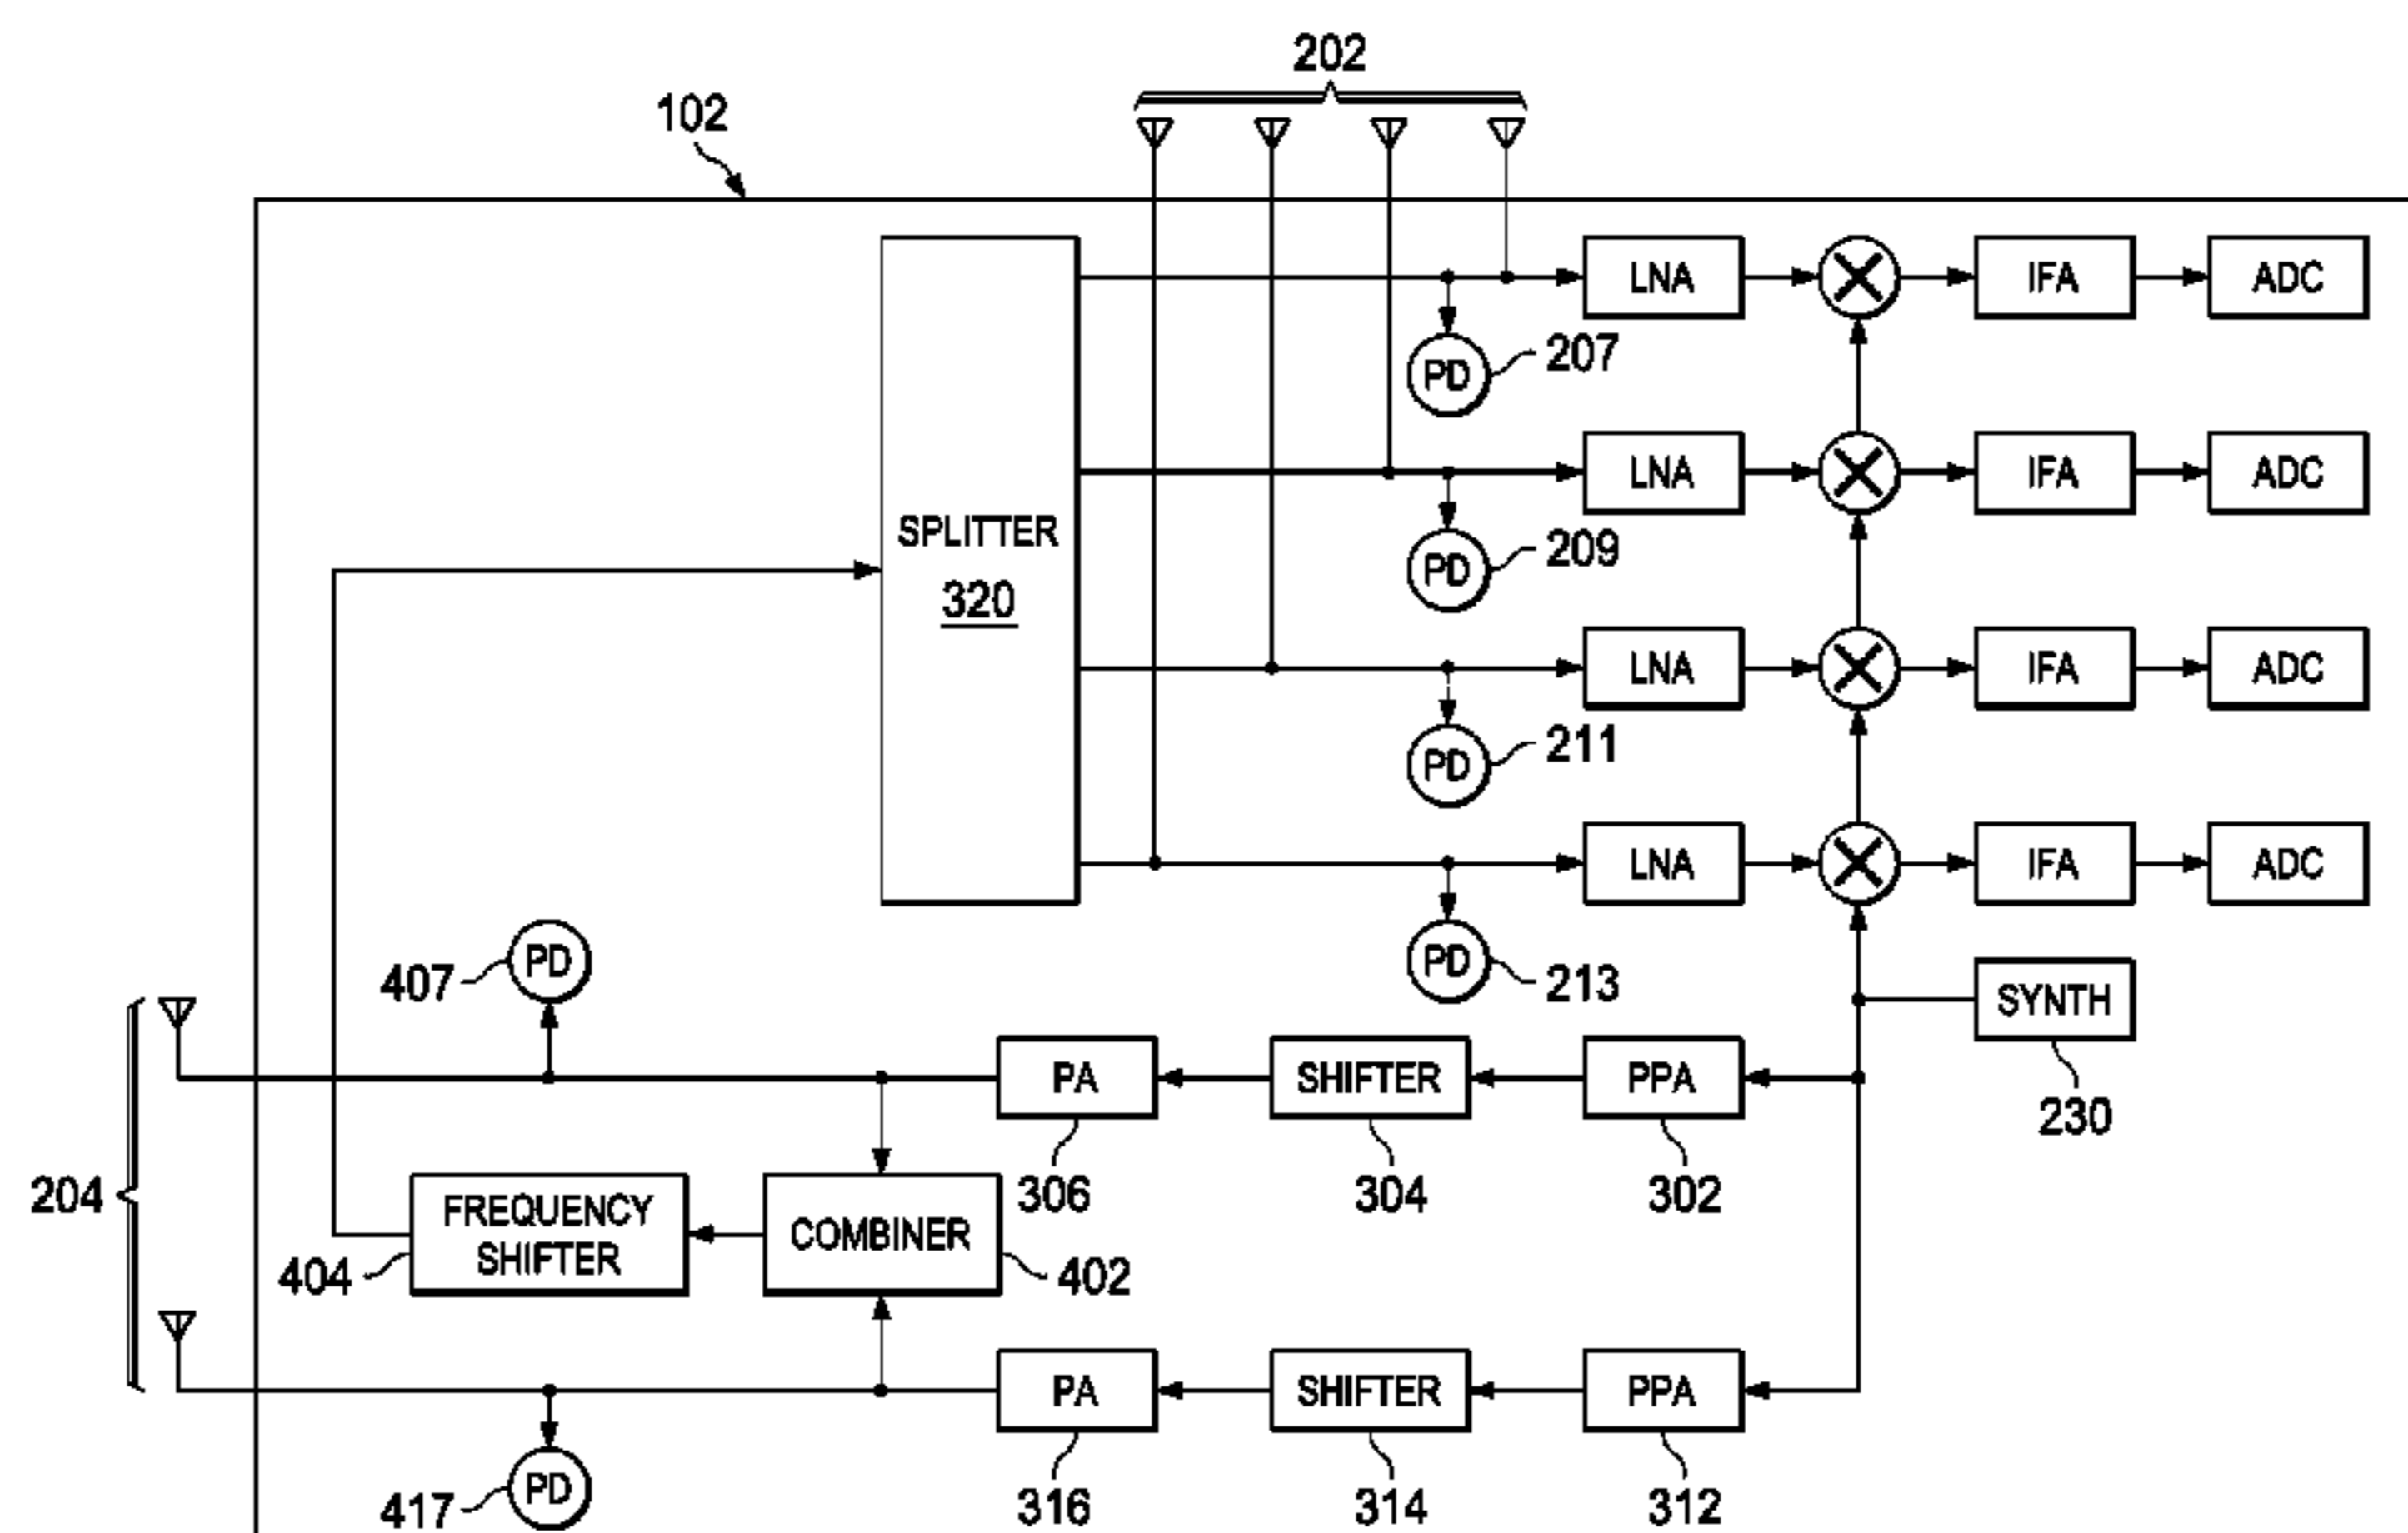 202
102
LNA IFA ADC
PD 207
LNA IFA ADC
SPLITTER
320
PD 209
LNA IFA ADC
PD 211
LNA IFA ADC
407 PD
PD 213
SYNTH
230
PA SHIFTER PPA
306 304 302
204
FREQUENCY
SHIFTER
404
COMBINER
402
PA SHIFTER PPA
316 314 312
417 PD